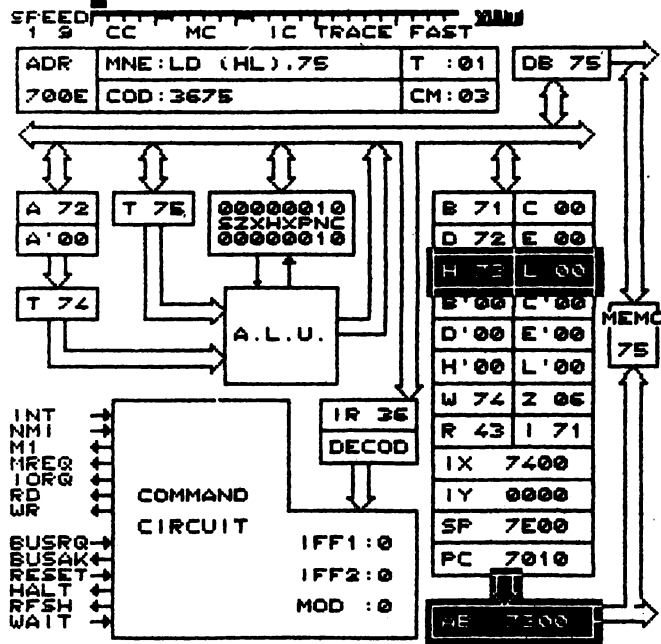 SPEED
1 9 CC MC IC TRACE FAST
ADR MNE:LD (HL).75 T :01 DB 75
700E COD:3675 CM:03
A 72 T 75 00000010 B 71 C 00
SZXHXPNC
A'00 00000010 D 72 E 00
H 73 L 00
T 74 B'00 C'00
A.L.U. D'00 E'00 MEMO
75
H'00 L'00
IR 36 W 74 Z 06
INT
NMI DECOD R 43 I 71
M1
MREQ IX 7400
IORQ
RD COMMAND IY 0000
WR
CIRCUIT SP 7E00
BUSRQ IFF1:0
BUSAK PC 7010
RESET IFF2:0
HALT
RFSH MOD :0
WAIT 7300